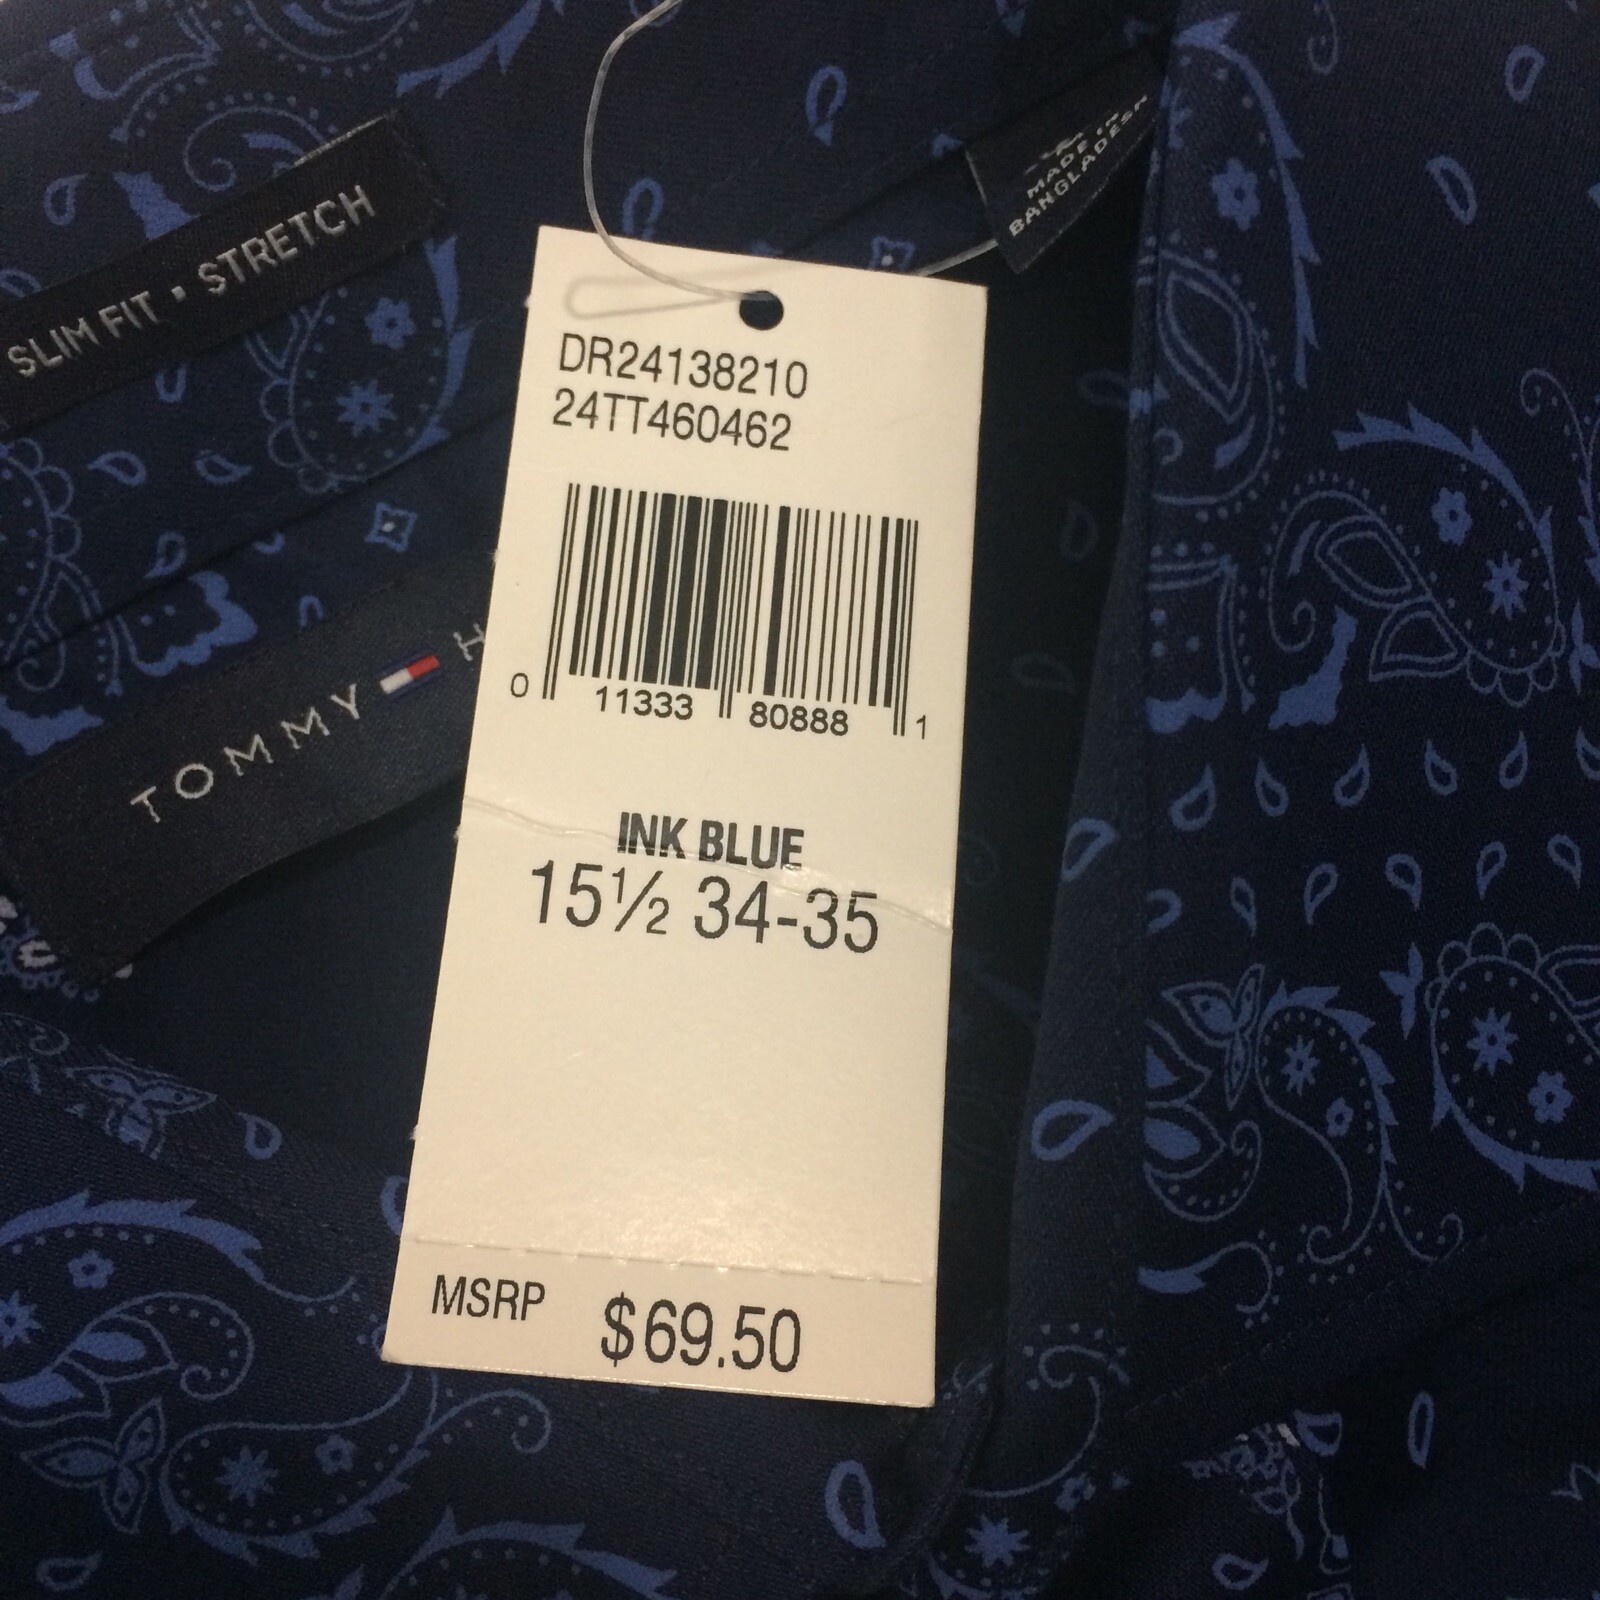 MADE IN
BANGLADESH
SLIM FIT • STRETCH
DR24138210
24TT460462
0 11333 80888 1
TOMMY H
INK BLUE
15½ 34-35
MSRP $69.50